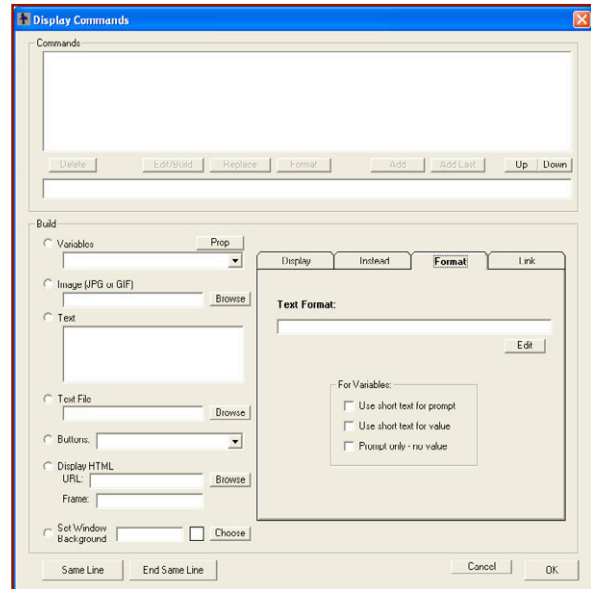 Display Commands
Commands
Delete Edit/Build Replace Format Add Add Last Up Down
Build
Variables Prop
Display Instead Format Link
Image (JPG or GIF)
Browse
Text Format:
Text
Edit
For Variables:
Use short text for prompt
Text File
Browse
Use short text for value
Buttons:
Prompt only - no value
Display HTML
URL: Browse
Frame:
Set Window
Background Choose
Same Line End Same Line Cancel OK